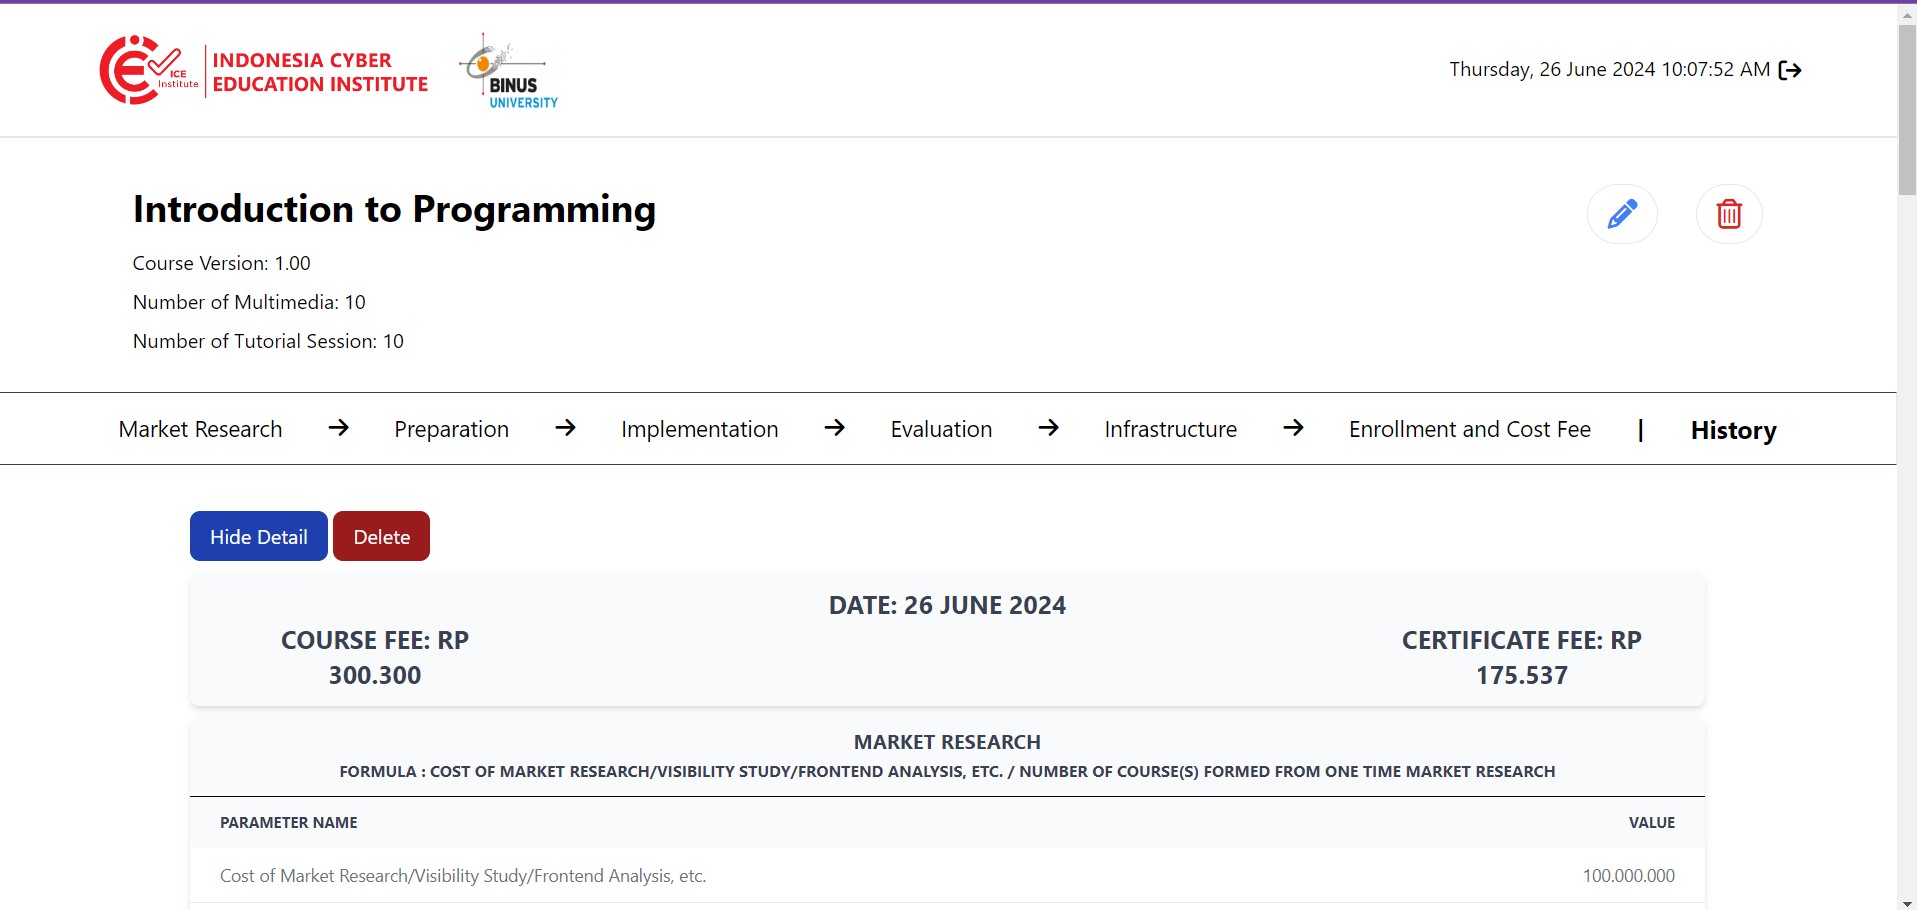 ICE
Institute
INDONESIA CYBER
EDUCATION INSTITUTE
BINUS
UNIVERSITY
Thursday, 26 June 2024 10:07:52 AM
Introduction to Programming
Course Version: 1.00
Number of Multimedia: 10
Number of Tutorial Session: 10
Market Research → Preparation → Implementation → Evaluation → Infrastructure → Enrollment and Cost Fee | History
Hide Detail Delete
DATE: 26 JUNE 2024
COURSE FEE: RP
300.300
CERTIFICATE FEE: RP
175.537
MARKET RESEARCH
FORMULA : COST OF MARKET RESEARCH/VISIBILITY STUDY/FRONTEND ANALYSIS, ETC. / NUMBER OF COURSE(S) FORMED FROM ONE TIME MARKET RESEARCH
PARAMETER NAME VALUE
Cost of Market Research/Visibility Study/Frontend Analysis, etc. 100.000.000